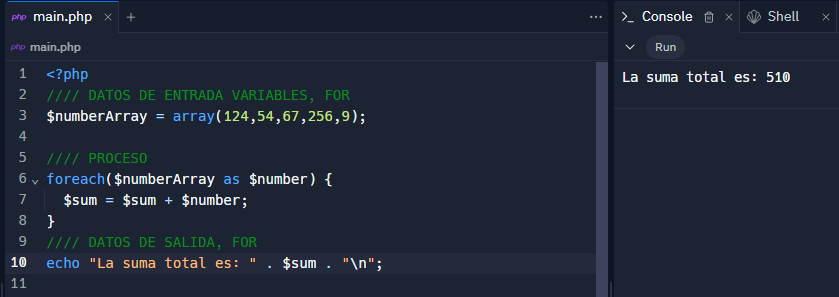 php main.php × +
···
php main.php
1 <?php
2 //// DATOS DE ENTRADA VARIABLES, FOR
3 $numberArray = array(124,54,67,256,9);
4
5 //// PROCESO
6 foreach($numberArray as $number) {
7 $sum = $sum + $number;
8 }
9 //// DATOS DE SALIDA, FOR
10 echo "La suma total es: " . $sum . "\n";
11
>_ Console × Shell ×
Run
La suma total es: 510